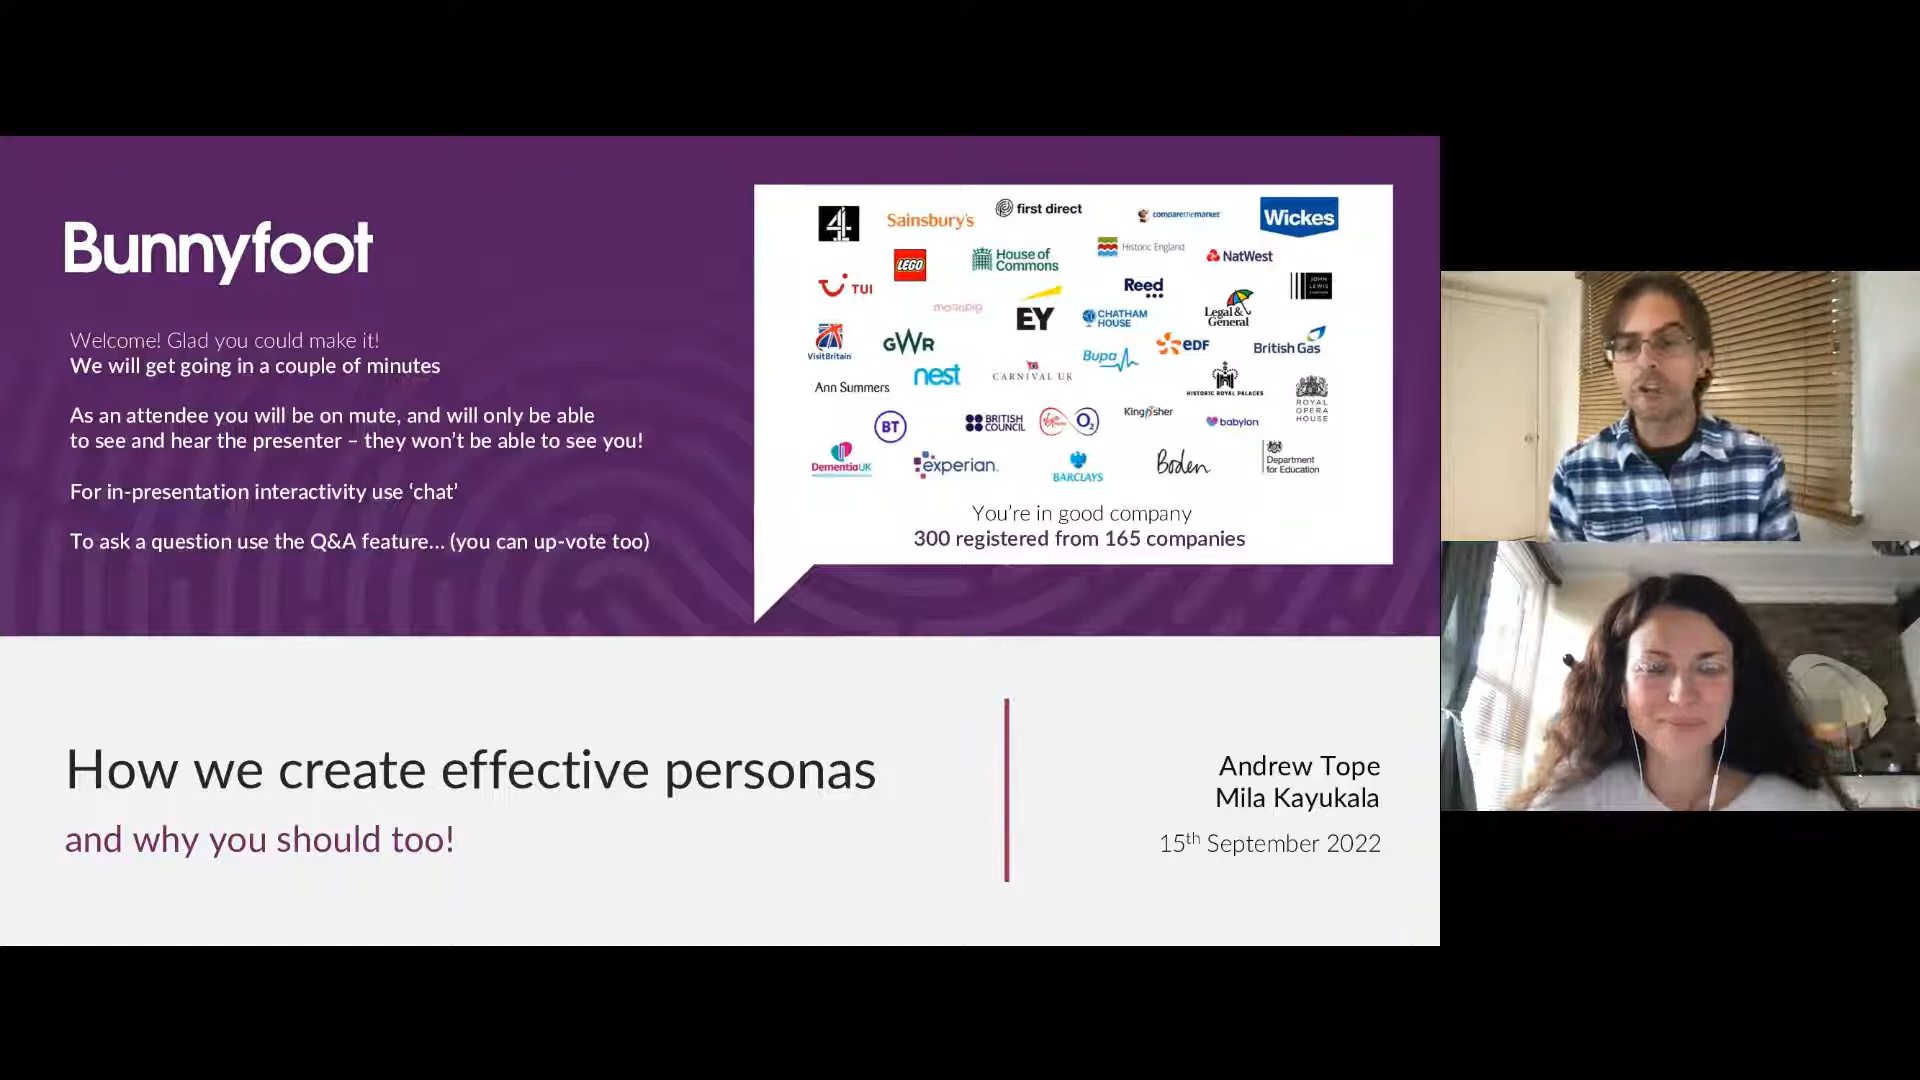 Bunnyfoot
Welcome! Glad you could make it!
We will get going in a couple of minutes
As an attendee you will be on mute, and will only be able
to see and hear the presenter – they won’t be able to see you!
For in-presentation interactivity use ‘chat’
To ask a question use the Q&A feature... (you can up-vote too)
4
Sainsbury's
first direct
comparethemarket
Wickes
LEGO
House of
Commons
Historic England
NatWest
TUI
moonpig
EY
Reed
CHATHAM
HOUSE
Legal &
General
JOHN
LEWIS
VisitBritain
GWR
Bupa
eDF
British Gas
Ann Summers
nest
CARNIVAL UK
HISTORIC ROYAL PALACES
ROYAL
OPERA
HOUSE
BT
BRITISH
COUNCIL
O2
Kingfisher
babylon
DementiaUK
experian.
BARCLAYS
Boden
Department
for Education
You’re in good company
300 registered from 165 companies
How we create effective personas
and why you should too!
Andrew Tope
Mila Kayukala
15th September 2022